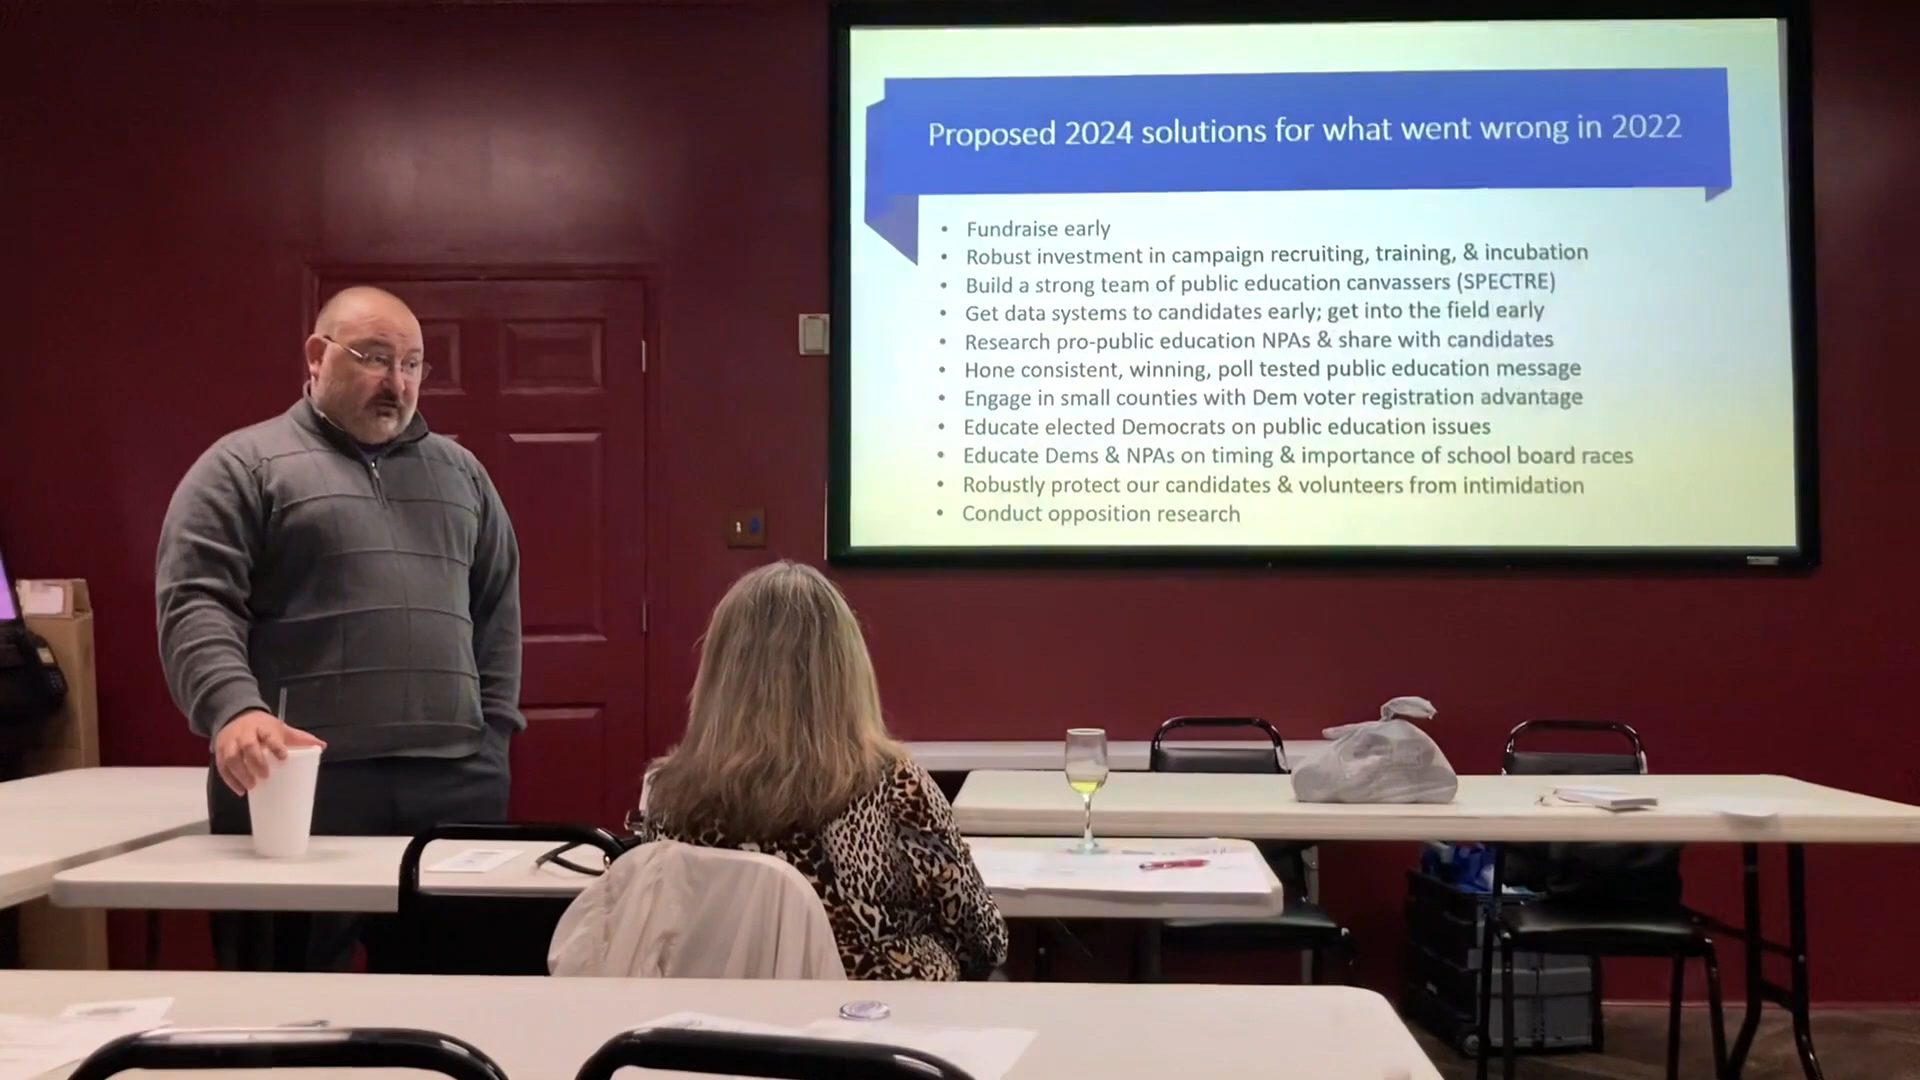 Proposed 2024 solutions for what went wrong in 2022
• Fundraise early
• Robust investment in campaign recruiting, training, & incubation
• Build a strong team of public education canvassers (SPECTRE)
• Get data systems to candidates early; get into the field early
• Research pro-public education NPAs & share with candidates
• Hone consistent, winning, poll tested public education message
• Engage in small counties with Dem voter registration advantage
• Educate elected Democrats on public education issues
• Educate Dems & NPAs on timing & importance of school board races
• Robustly protect our candidates & volunteers from intimidation
• Conduct opposition research